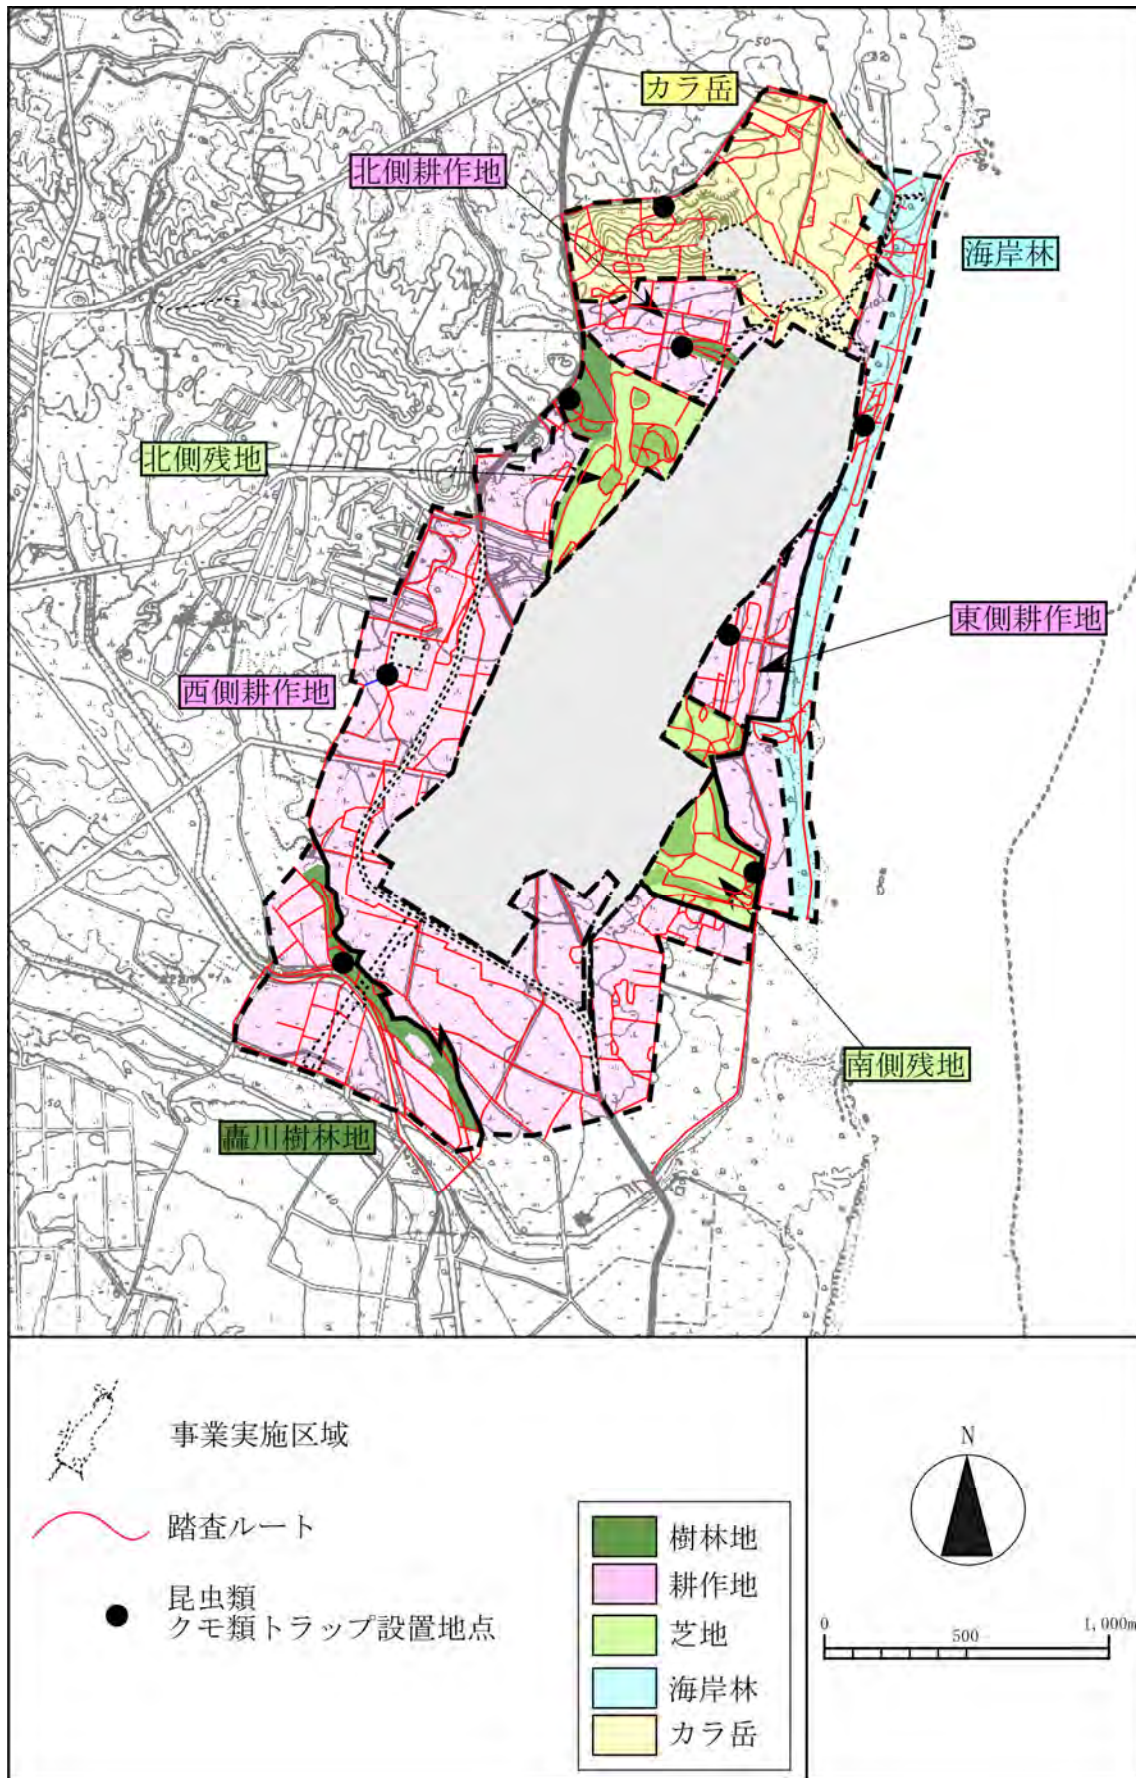 カラ岳
北側耕作地
海岸林
北側残地
東側耕作地
西側耕作地
南側残地
轟川樹林地
事業実施区域
踏査ルート
昆虫類
クモ類トラップ設置地点
樹林地
耕作地
芝地
海岸林
カラ岳
N
0 500 1,000m